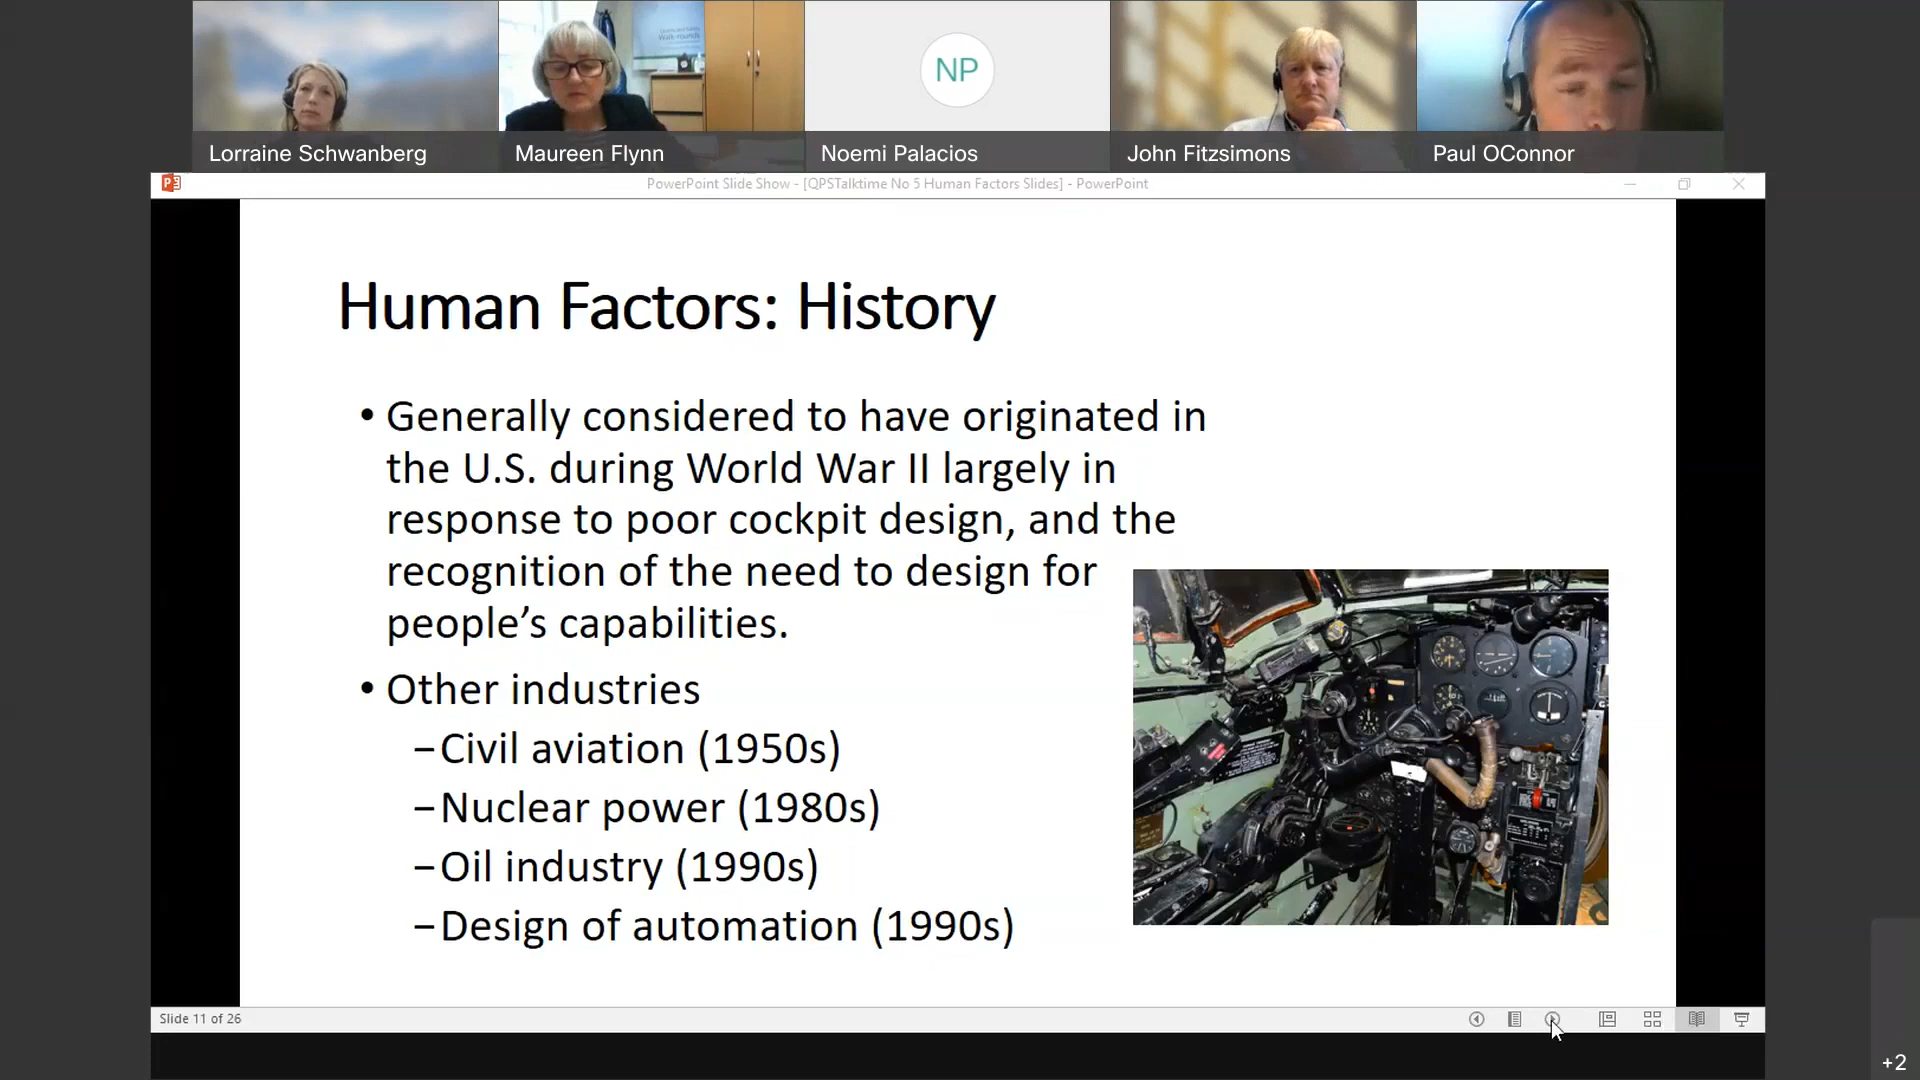 Walk-rounds
NP
Lorraine Schwanberg
Maureen Flynn
Noemi Palacios
John Fitzsimons
Paul OConnor
PowerPoint Slide Show - [QPSTalktime No 5 Human Factors Slides] - PowerPoint
Human Factors: History
• Generally considered to have originated in
the U.S. during World War II largely in
response to poor cockpit design, and the
recognition of the need to design for
people’s capabilities.
• Other industries
–Civil aviation (1950s)
–Nuclear power (1980s)
–Oil industry (1990s)
–Design of automation (1990s)
Slide 11 of 26
+2